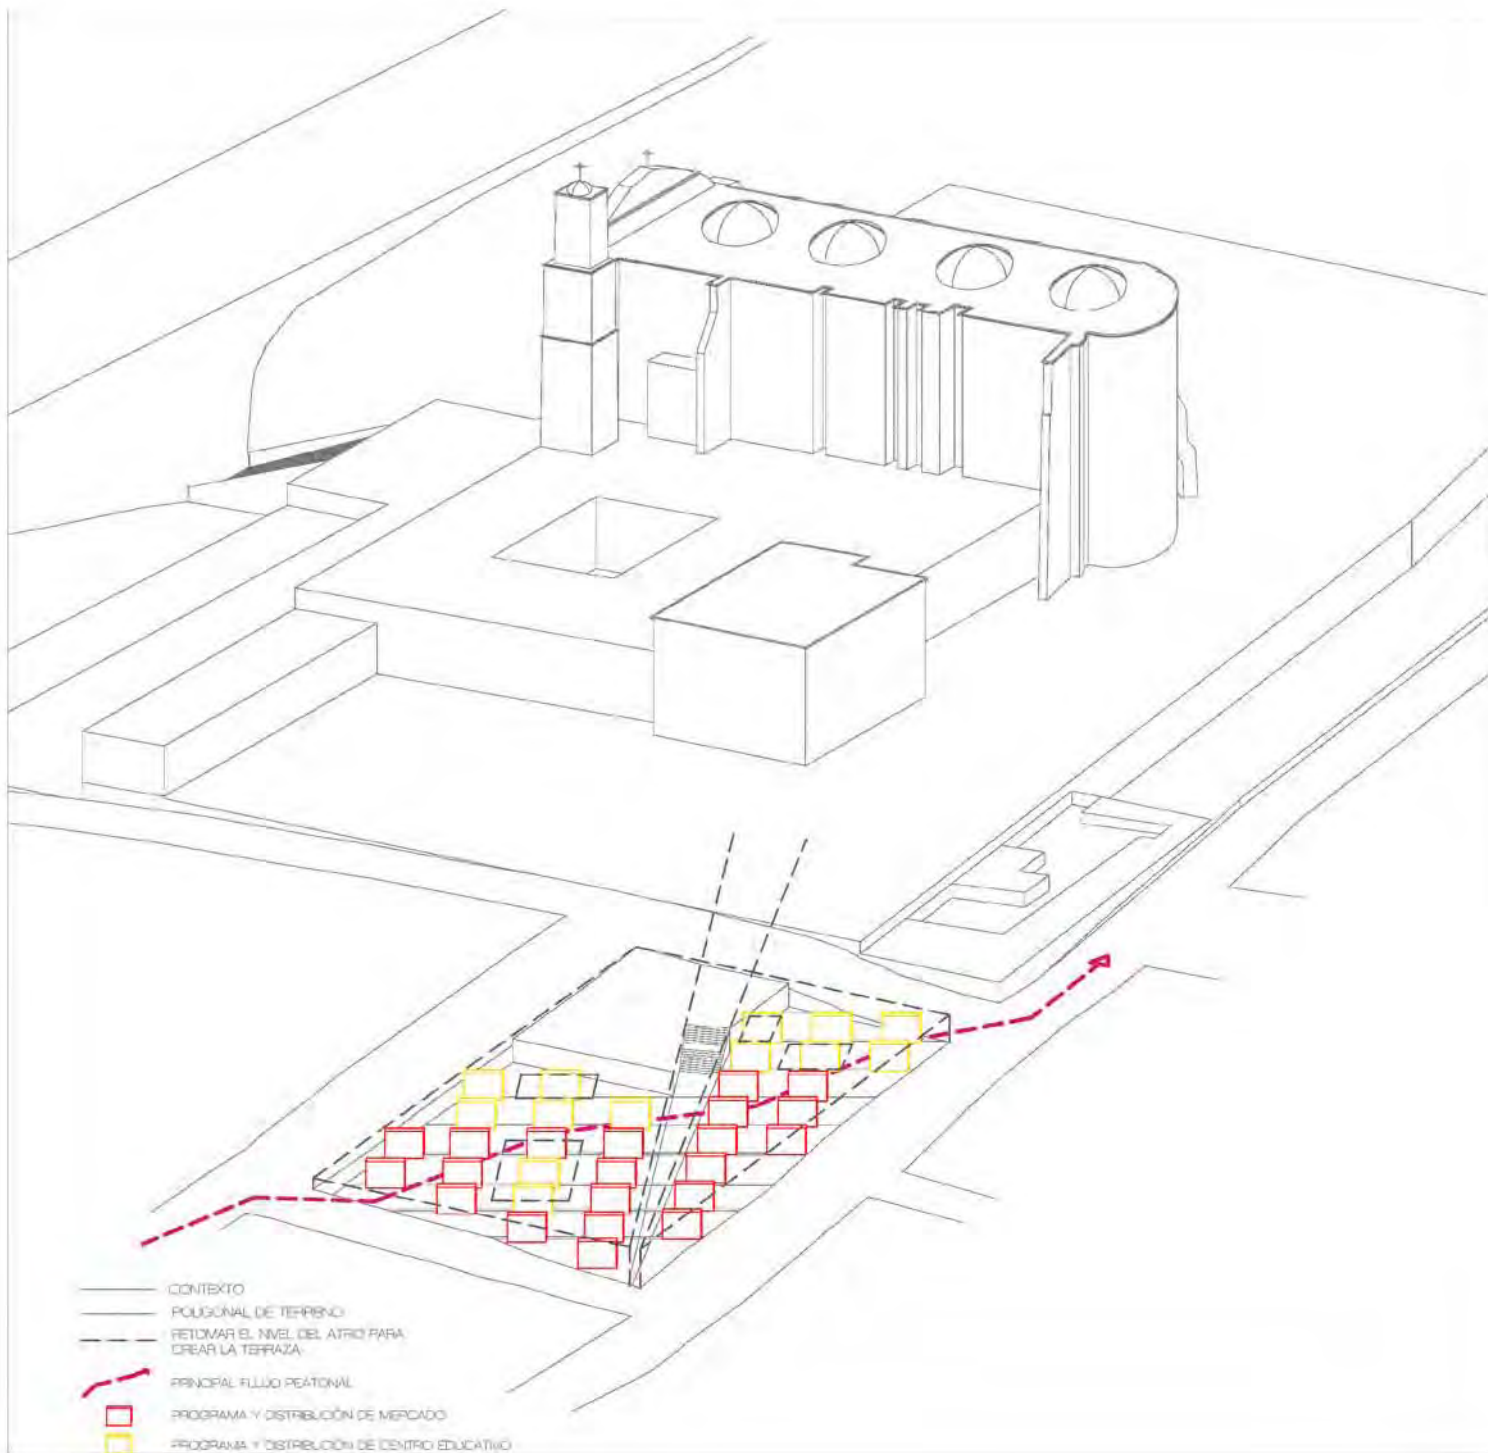 CONTEXTO
POLIGONAL DE TERRENO
RETOMAR EL NIVEL DEL ATRIO PARA
CREAR LA TERRAZA
PRINCIPAL FLUJO PEATONAL
PROGRAMA Y DISTRIBUCIÓN DE MERCADO
PROGRAMA Y DISTRIBUCIÓN DE CENTRO EDUCATIVO